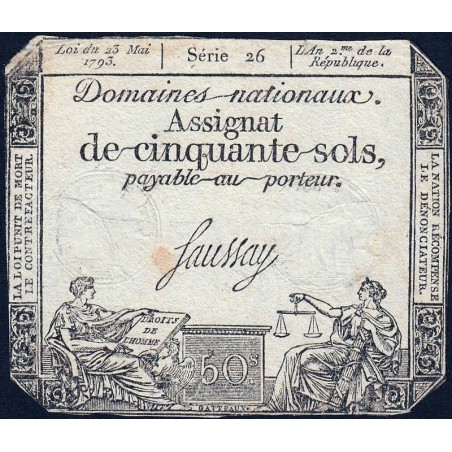 Loi du 23 Mai
1793.
Série 26
L'An 2.me de la
République.
Domaines nationaux.
Assignat
de cinquante sols,
payable au porteur.
Saussay
LA LOI PUNIT DE MORT
LE CONTREFACTEUR.
LA NATION RÉCOMPENSE
LE DÉNONCIATEUR.
DROITS
DE
L'HOMME
50s.
GATTEAUX